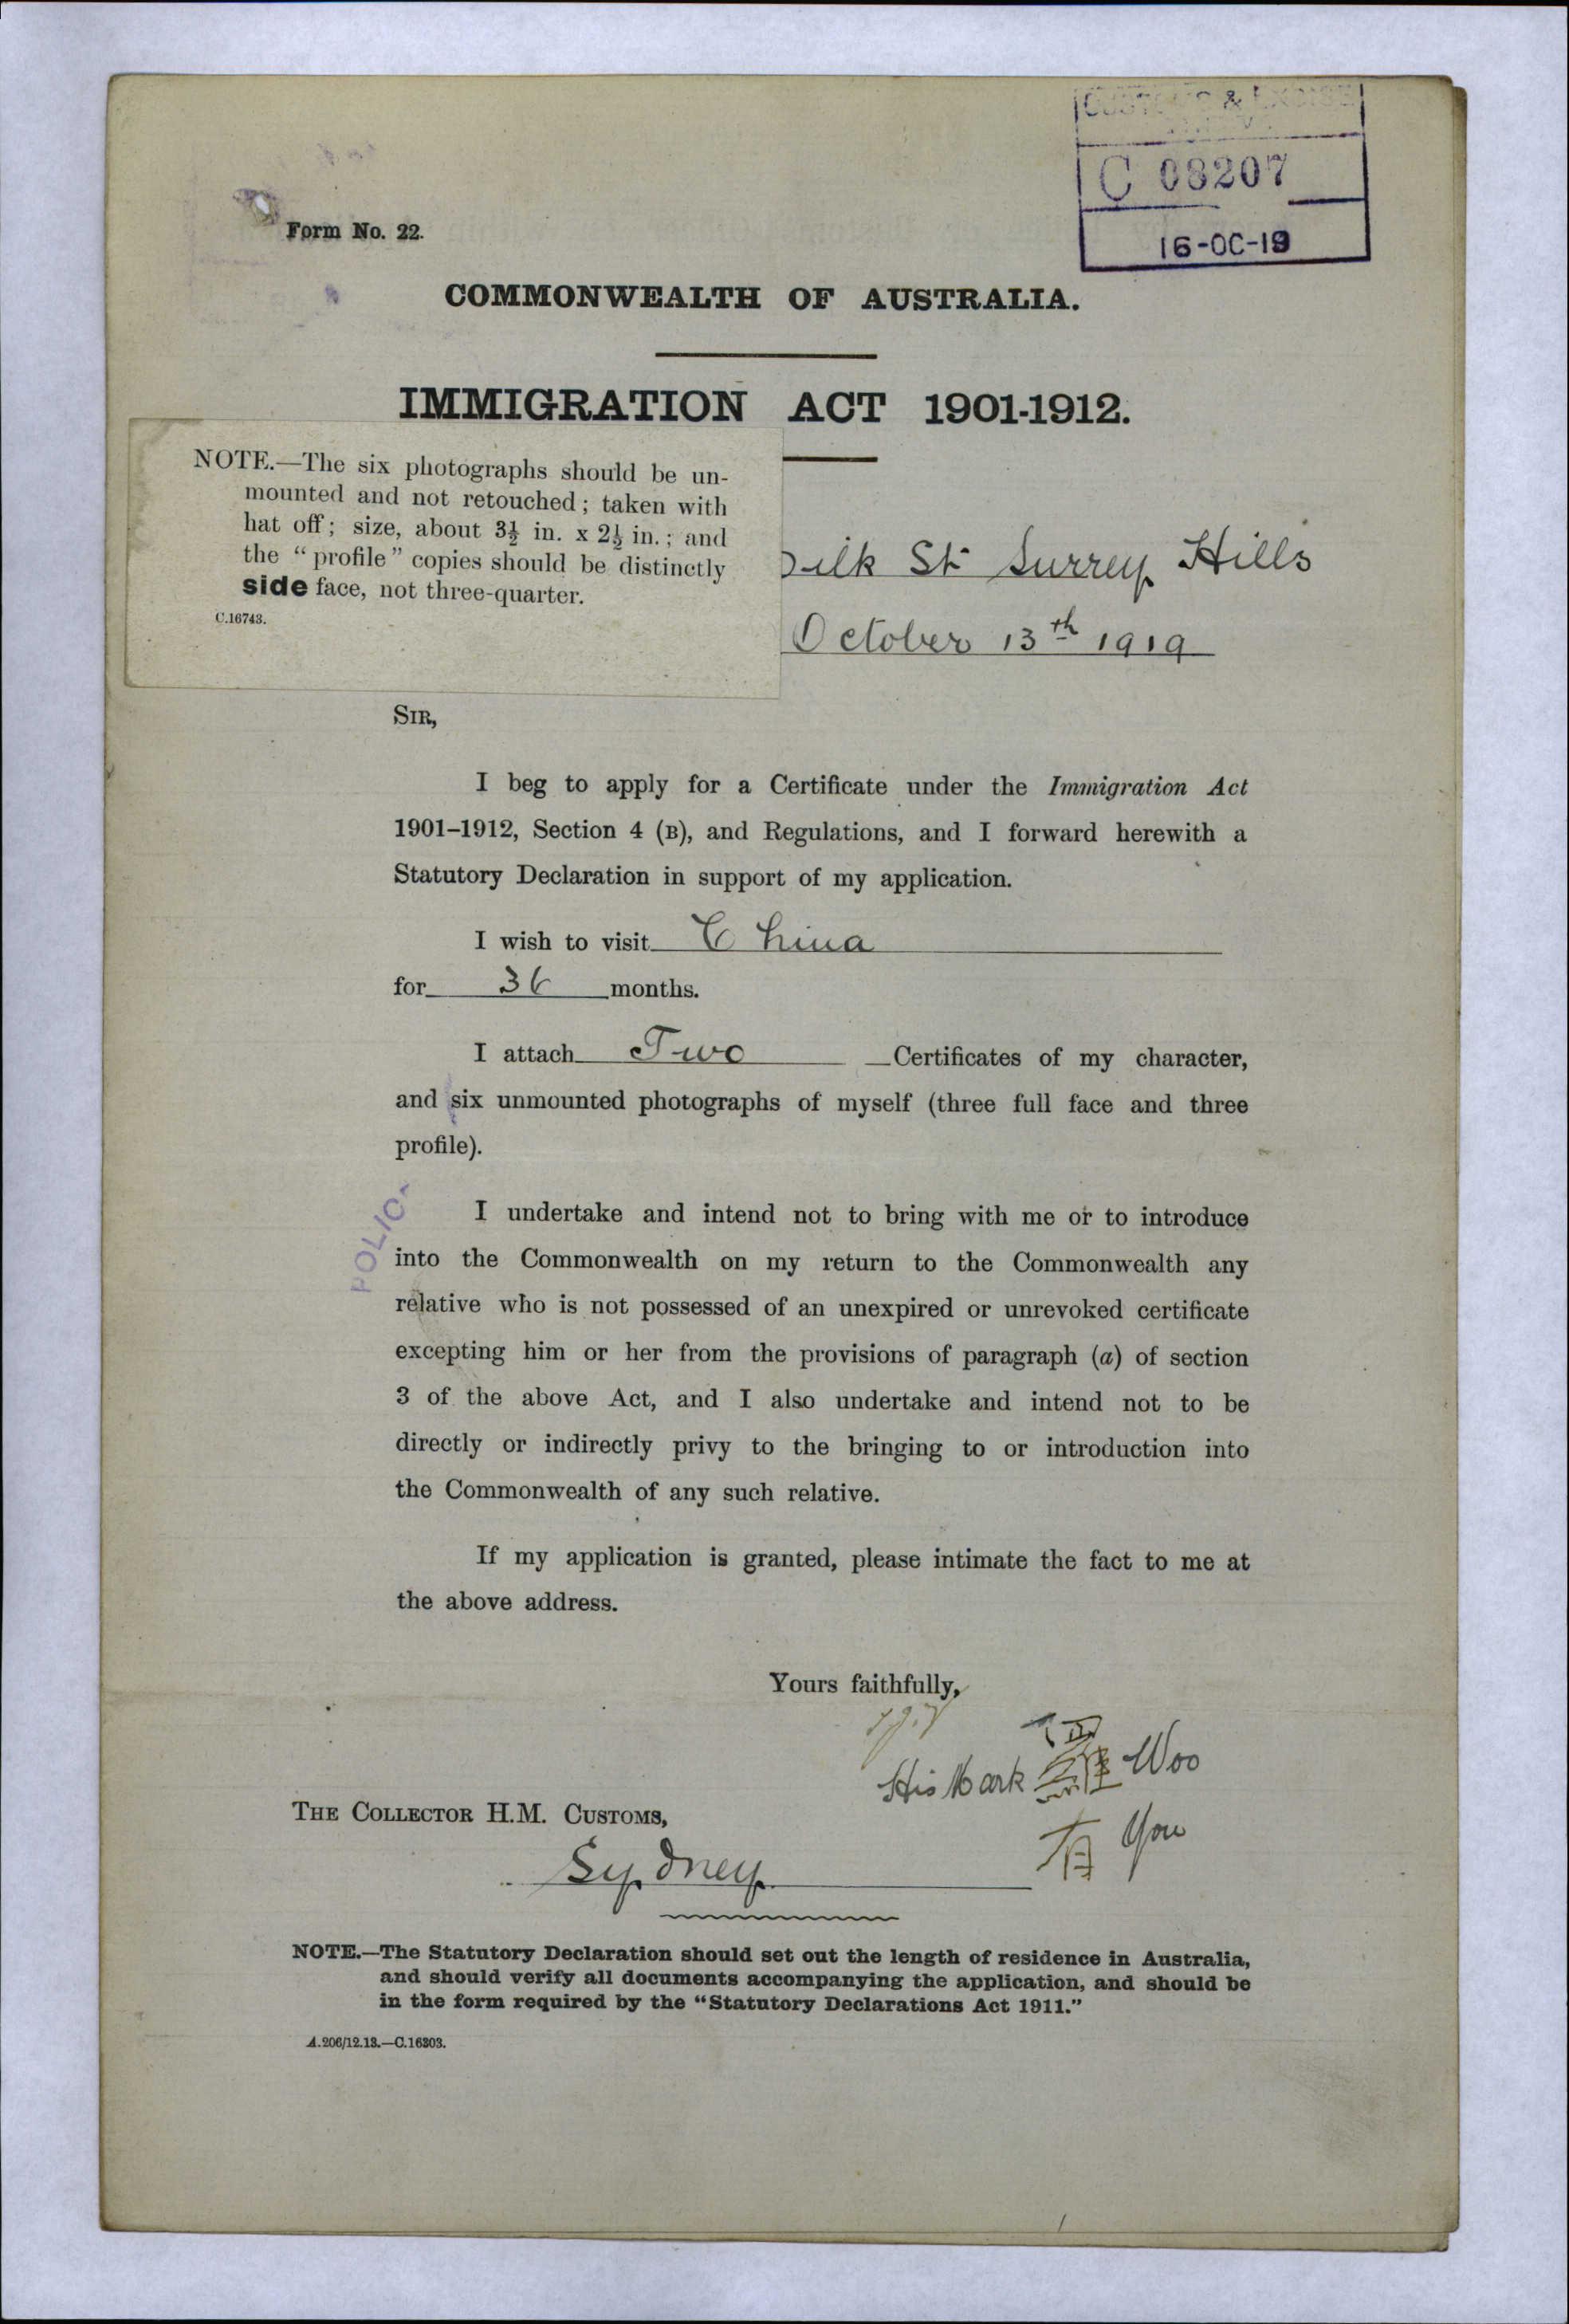 CUSTOMS & EXCISE
C 08207
16-OC-19
Form No. 22.
COMMONWEALTH OF AUSTRALIA.
IMMIGRATION ACT 1901-1912.
NOTE.—The six photographs should be un-
mounted and not retouched; taken with
hat off; size, about 3½ in. x 2½ in.; and
the “profile” copies should be distinctly
side face, not three-quarter.
C.16743.
St Surrey Hills
October 13th 1919
SIR,
I beg to apply for a Certificate under the Immigration Act
1901–1912, Section 4 (B), and Regulations, and I forward herewith a
Statutory Declaration in support of my application.
I wish to visit China
for 36 months.
I attach Two Certificates of my character,
and six unmounted photographs of myself (three full face and three
profile).
I undertake and intend not to bring with me or to introduce
into the Commonwealth on my return to the Commonwealth any
relative who is not possessed of an unexpired or unrevoked certificate
excepting him or her from the provisions of paragraph (a) of section
3 of the above Act, and I also undertake and intend not to be
directly or indirectly privy to the bringing to or introduction into
the Commonwealth of any such relative.
If my application is granted, please intimate the fact to me at
the above address.
Yours faithfully,
His Mark 羅 Woo
有 You
THE COLLECTOR H.M. CUSTOMS,
Sydney
NOTE.—The Statutory Declaration should set out the length of residence in Australia,
and should verify all documents accompanying the application, and should be
in the form required by the “Statutory Declarations Act 1911.”
A.206/12.13.—C.16303.